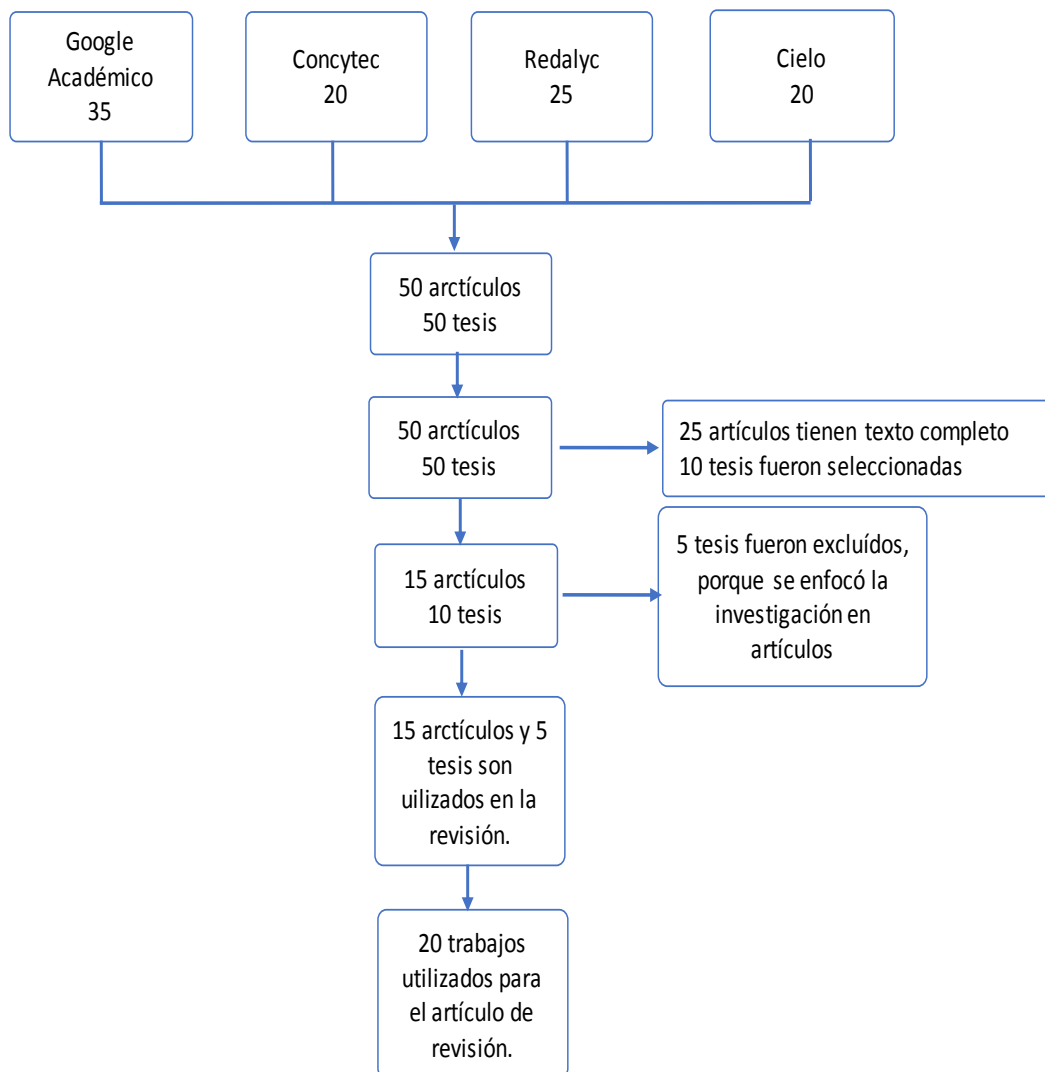 Google
Académico
35
Concytec
20
Redalyc
25
Cielo
20
50 arctículos
50 tesis
50 arctículos
50 tesis
25 artículos tienen texto completo
10 tesis fueron seleccionadas
15 arctículos
10 tesis
5 tesis fueron excluídos,
porque se enfocó la
investigación en
artículos
15 arctículos y 5
tesis son
uilizados en la
revisión.
20 trabajos
utilizados para
el artículo de
revisión.